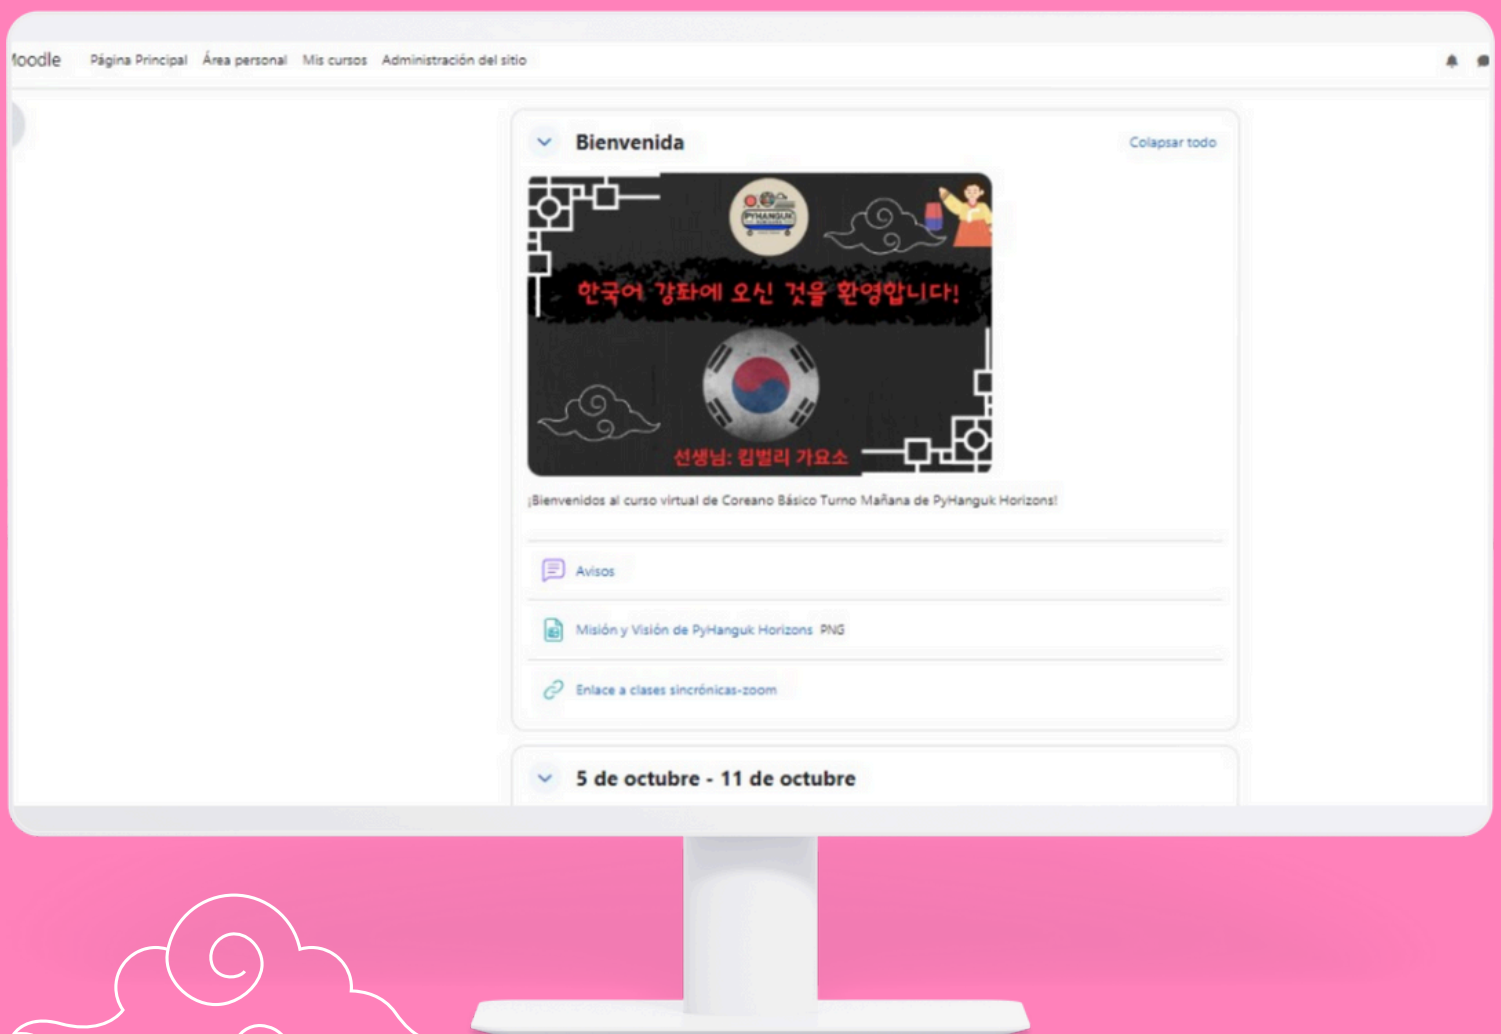 Moodle
Página Principal Área personal Mis cursos Administración del sitio
Bienvenida
Colapsar todo
PYHANGUK
한국어 강좌에 오신 것을 환영합니다!
선생님: 킴벌리 가요소
¡Bienvenidos al curso virtual de Coreano Básico Turno Mañana de PyHanguk Horizons!
Avisos
Misión y Visión de PyHanguk Horizons PNG
Enlace a clases sincrónicas-zoom
5 de octubre - 11 de octubre